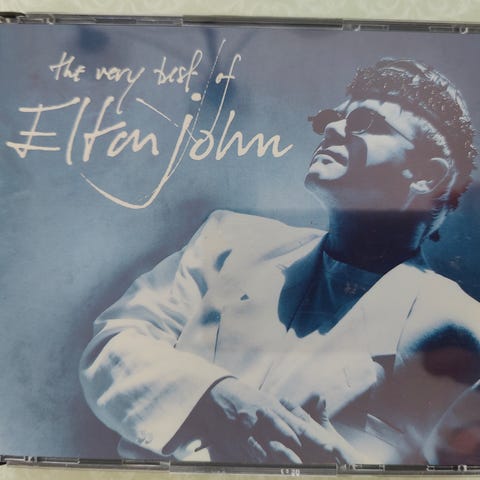 the very best of
Elton John